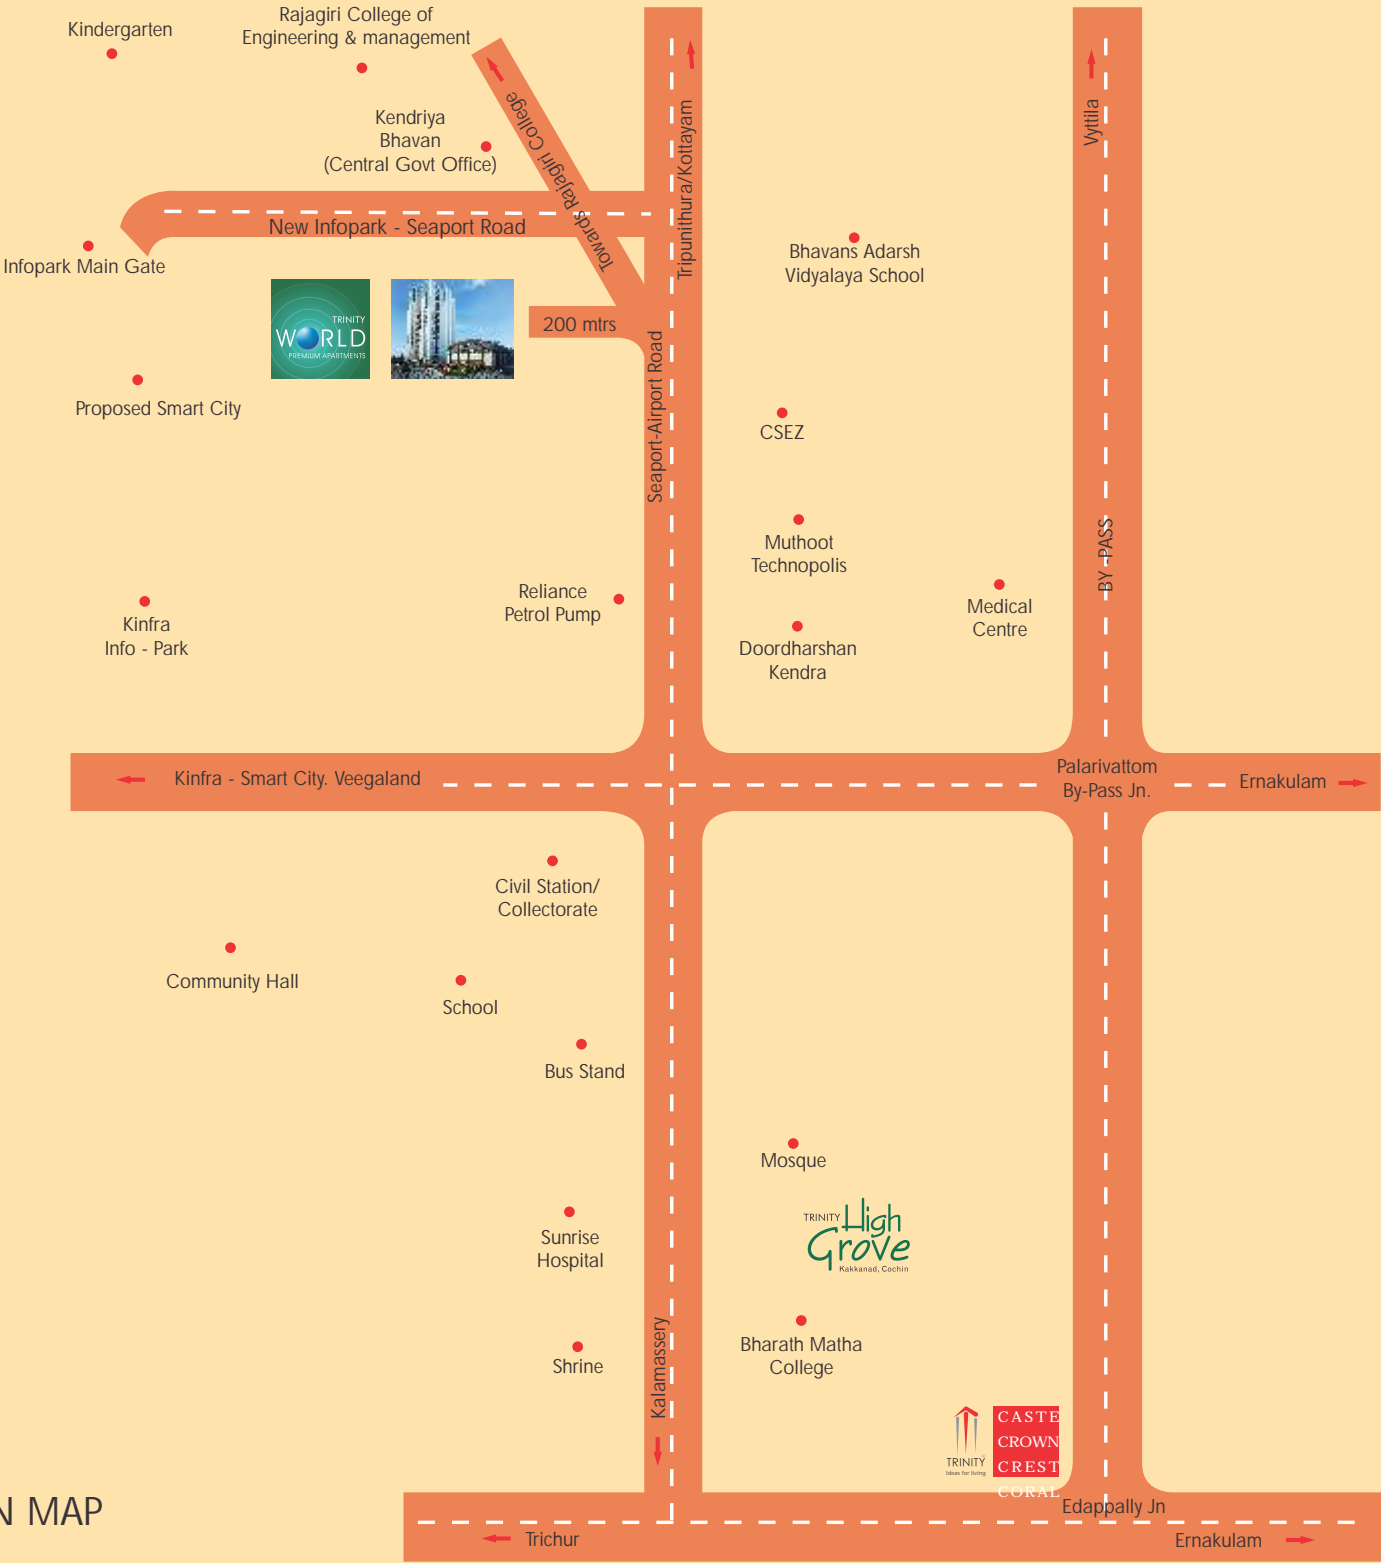 Kindergarten
Rajagiri College of
Engineering & management
Kendriya
Bhavan
(Central Govt Office)
Towards Rajagiri College
Tripunithura/Kottayam
Vyttila
New Infopark - Seaport Road
Infopark Main Gate
Bhavans Adarsh
Vidyalaya School
TRINITY
WORLD
PREMIUM APARTMENTS
200 mtrs
Seaport-Airport Road
Proposed Smart City
CSEZ
Muthoot
Technopolis
BY -PASS
Reliance
Petrol Pump
Medical
Centre
Kinfra
Info - Park
Doordharshan
Kendra
Kinfra - Smart City. Veegaland
Palarivattom
By-Pass Jn.
Ernakulam
Civil Station/
Collectorate
Community Hall
School
Bus Stand
Mosque
TRINITY High
Grove
Kakkanad, Cochin
Sunrise
Hospital
Kalamassery
Bharath Matha
College
Shrine
TRINITY
Ideas for living
CASTE
CROWN
CREST
CORAL
Edappally Jn
N MAP
Trichur
Ernakulam